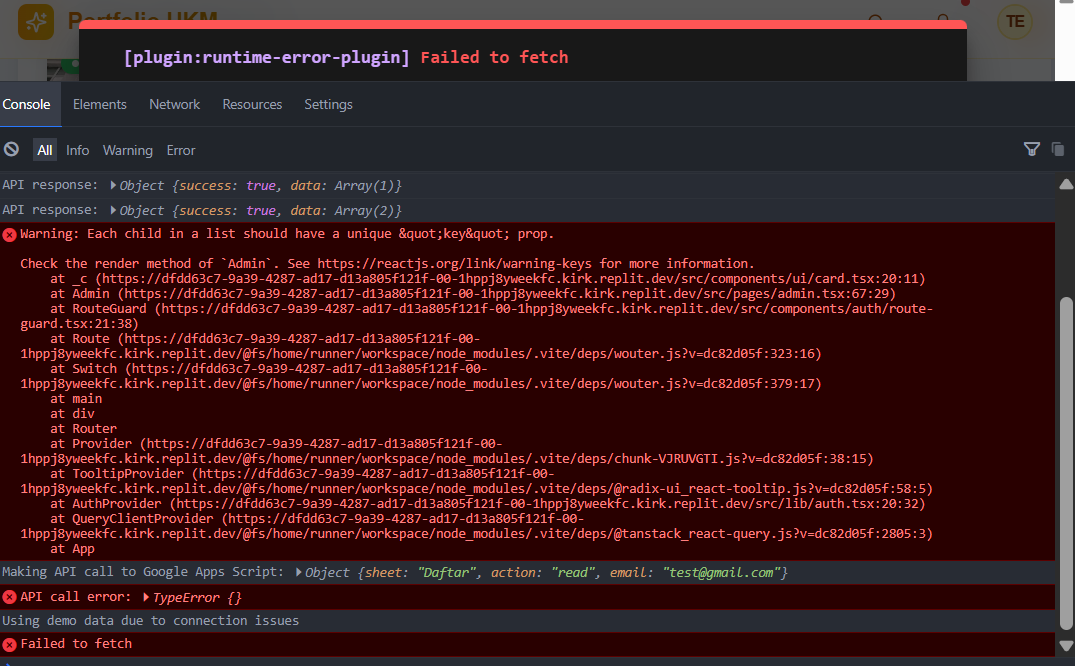 Portfolio UKM
TE
[plugin:runtime-error-plugin] Failed to fetch
Console Elements Network Resources Settings
All Info Warning Error
API response: Object {success: true, data: Array(1)}
API response: Object {success: true, data: Array(2)}
Warning: Each child in a list should have a unique &quot;key&quot; prop.
Check the render method of `Admin`. See https://reactjs.org/link/warning-keys for more information.
at _c (https://dfdd63c7-9a39-4287-ad17-d13a805f121f-00-1hppj8yweekfc.kirk.replit.dev/src/components/ui/card.tsx:20:11)
at Admin (https://dfdd63c7-9a39-4287-ad17-d13a805f121f-00-1hppj8yweekfc.kirk.replit.dev/src/pages/admin.tsx:67:29)
at RouteGuard (https://dfdd63c7-9a39-4287-ad17-d13a805f121f-00-1hppj8yweekfc.kirk.replit.dev/src/components/auth/route-
guard.tsx:21:38)
at Route (https://dfdd63c7-9a39-4287-ad17-d13a805f121f-00-
1hppj8yweekfc.kirk.replit.dev/@fs/home/runner/workspace/node_modules/.vite/deps/wouter.js?v=dc82d05f:323:16)
at Switch (https://dfdd63c7-9a39-4287-ad17-d13a805f121f-00-
1hppj8yweekfc.kirk.replit.dev/@fs/home/runner/workspace/node_modules/.vite/deps/wouter.js?v=dc82d05f:379:17)
at main
at div
at Router
at Provider (https://dfdd63c7-9a39-4287-ad17-d13a805f121f-00-
1hppj8yweekfc.kirk.replit.dev/@fs/home/runner/workspace/node_modules/.vite/deps/chunk-VJRUVGTI.js?v=dc82d05f:38:15)
at TooltipProvider (https://dfdd63c7-9a39-4287-ad17-d13a805f121f-00-
1hppj8yweekfc.kirk.replit.dev/@fs/home/runner/workspace/node_modules/.vite/deps/@radix-ui_react-tooltip.js?v=dc82d05f:58:5)
at AuthProvider (https://dfdd63c7-9a39-4287-ad17-d13a805f121f-00-1hppj8yweekfc.kirk.replit.dev/src/lib/auth.tsx:20:32)
at QueryClientProvider (https://dfdd63c7-9a39-4287-ad17-d13a805f121f-00-
1hppj8yweekfc.kirk.replit.dev/@fs/home/runner/workspace/node_modules/.vite/deps/@tanstack_react-query.js?v=dc82d05f:2805:3)
at App
Making API call to Google Apps Script: Object {sheet: "Daftar", action: "read", email: "test@gmail.com"}
API call error: TypeError {}
Using demo data due to connection issues
Failed to fetch